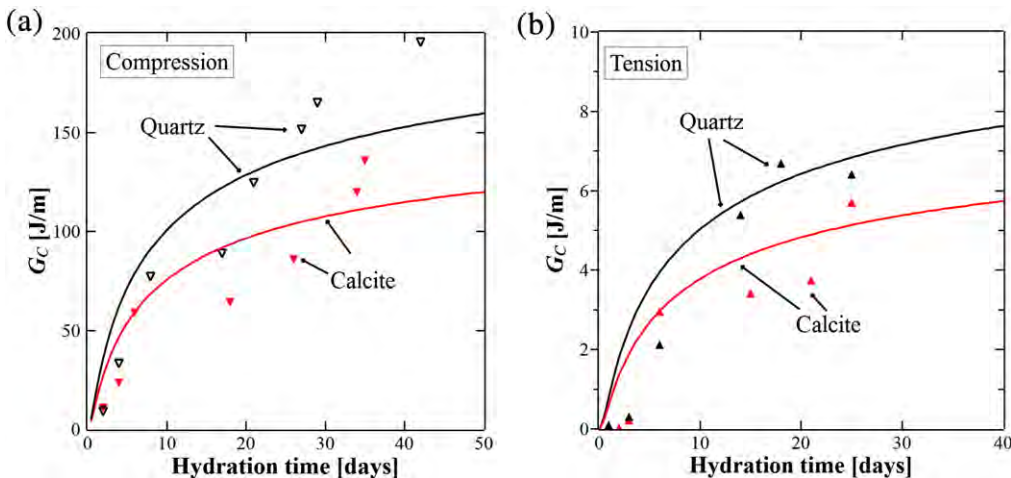 (a)
200
150
100
50
0
G_C [J/m]
Compression
Quartz
Calcite
0 10 20 30 40 50
Hydration time [days]
(b)
10
8
6
4
2
0
G_C [J/m]
Tension
Quartz
Calcite
0 10 20 30 40
Hydration time [days]